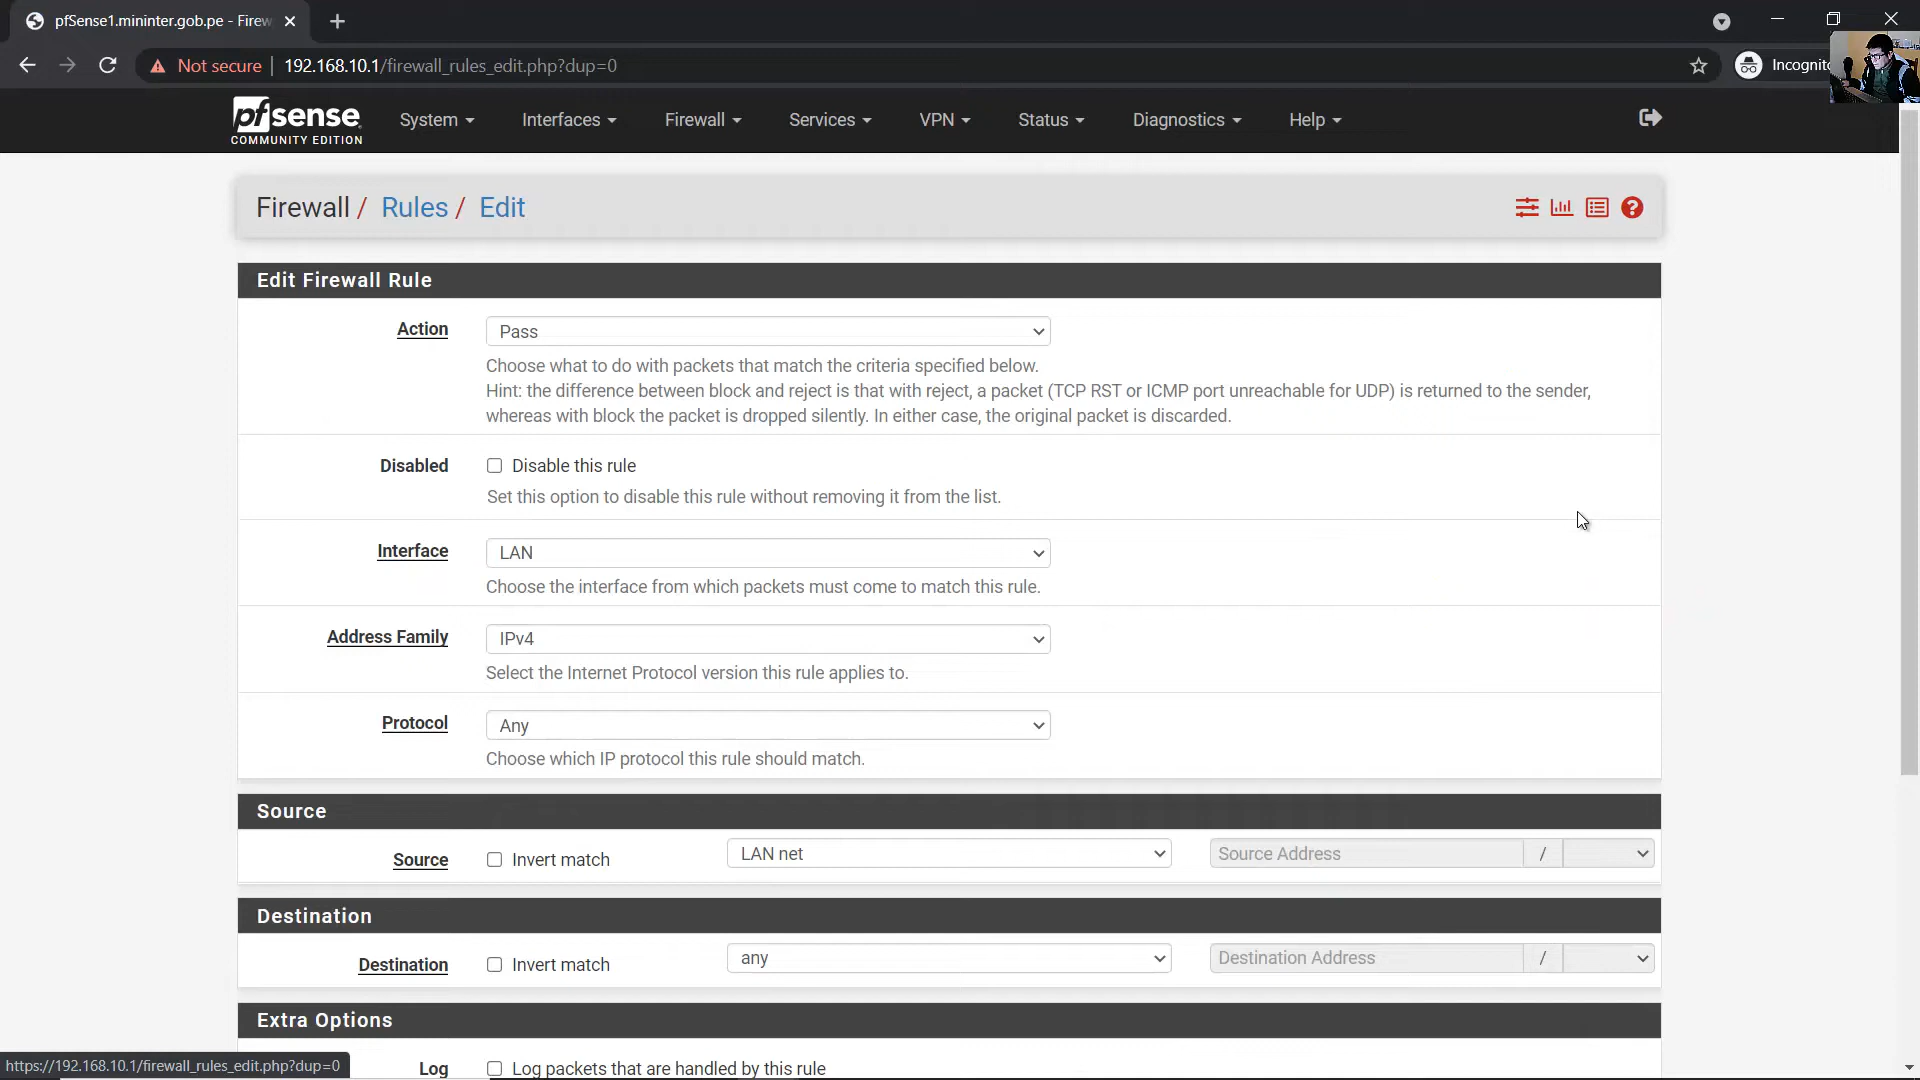 pfSense1.mininter.gob.pe - Firew
Not secure
192.168.10.1/firewall_rules_edit.php?dup=0
Incognito
pfsense
COMMUNITY EDITION
System
Interfaces
Firewall
Services
VPN
Status
Diagnostics
Help
Firewall / Rules / Edit
Edit Firewall Rule
Action
Pass
Choose what to do with packets that match the criteria specified below.
Hint: the difference between block and reject is that with reject, a packet (TCP RST or ICMP port unreachable for UDP) is returned to the sender,
whereas with block the packet is dropped silently. In either case, the original packet is discarded.
Disabled
Disable this rule
Set this option to disable this rule without removing it from the list.
Interface
LAN
Choose the interface from which packets must come to match this rule.
Address Family
IPv4
Select the Internet Protocol version this rule applies to.
Protocol
Any
Choose which IP protocol this rule should match.
Source
Source
Invert match
LAN net
Source Address
/
Destination
Destination
Invert match
any
Destination Address
/
Extra Options
Log
Log packets that are handled by this rule
https://192.168.10.1/firewall_rules_edit.php?dup=0